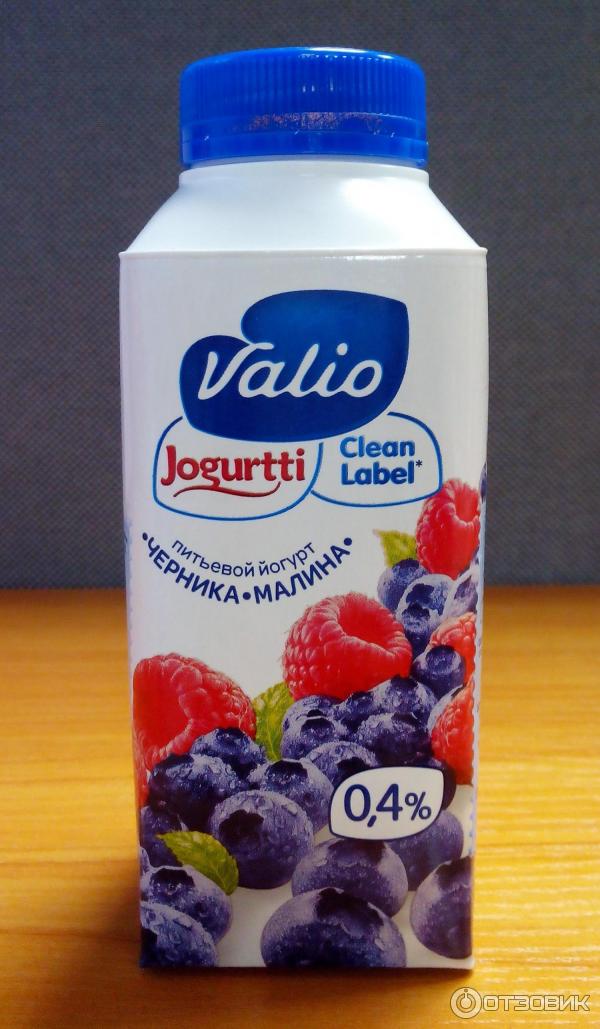 Valio
Jogurtti
Clean
Label*
питьевой йогурт
•ЧЕРНИКА•МАЛИНА•
0,4%
ОТЗОВИК